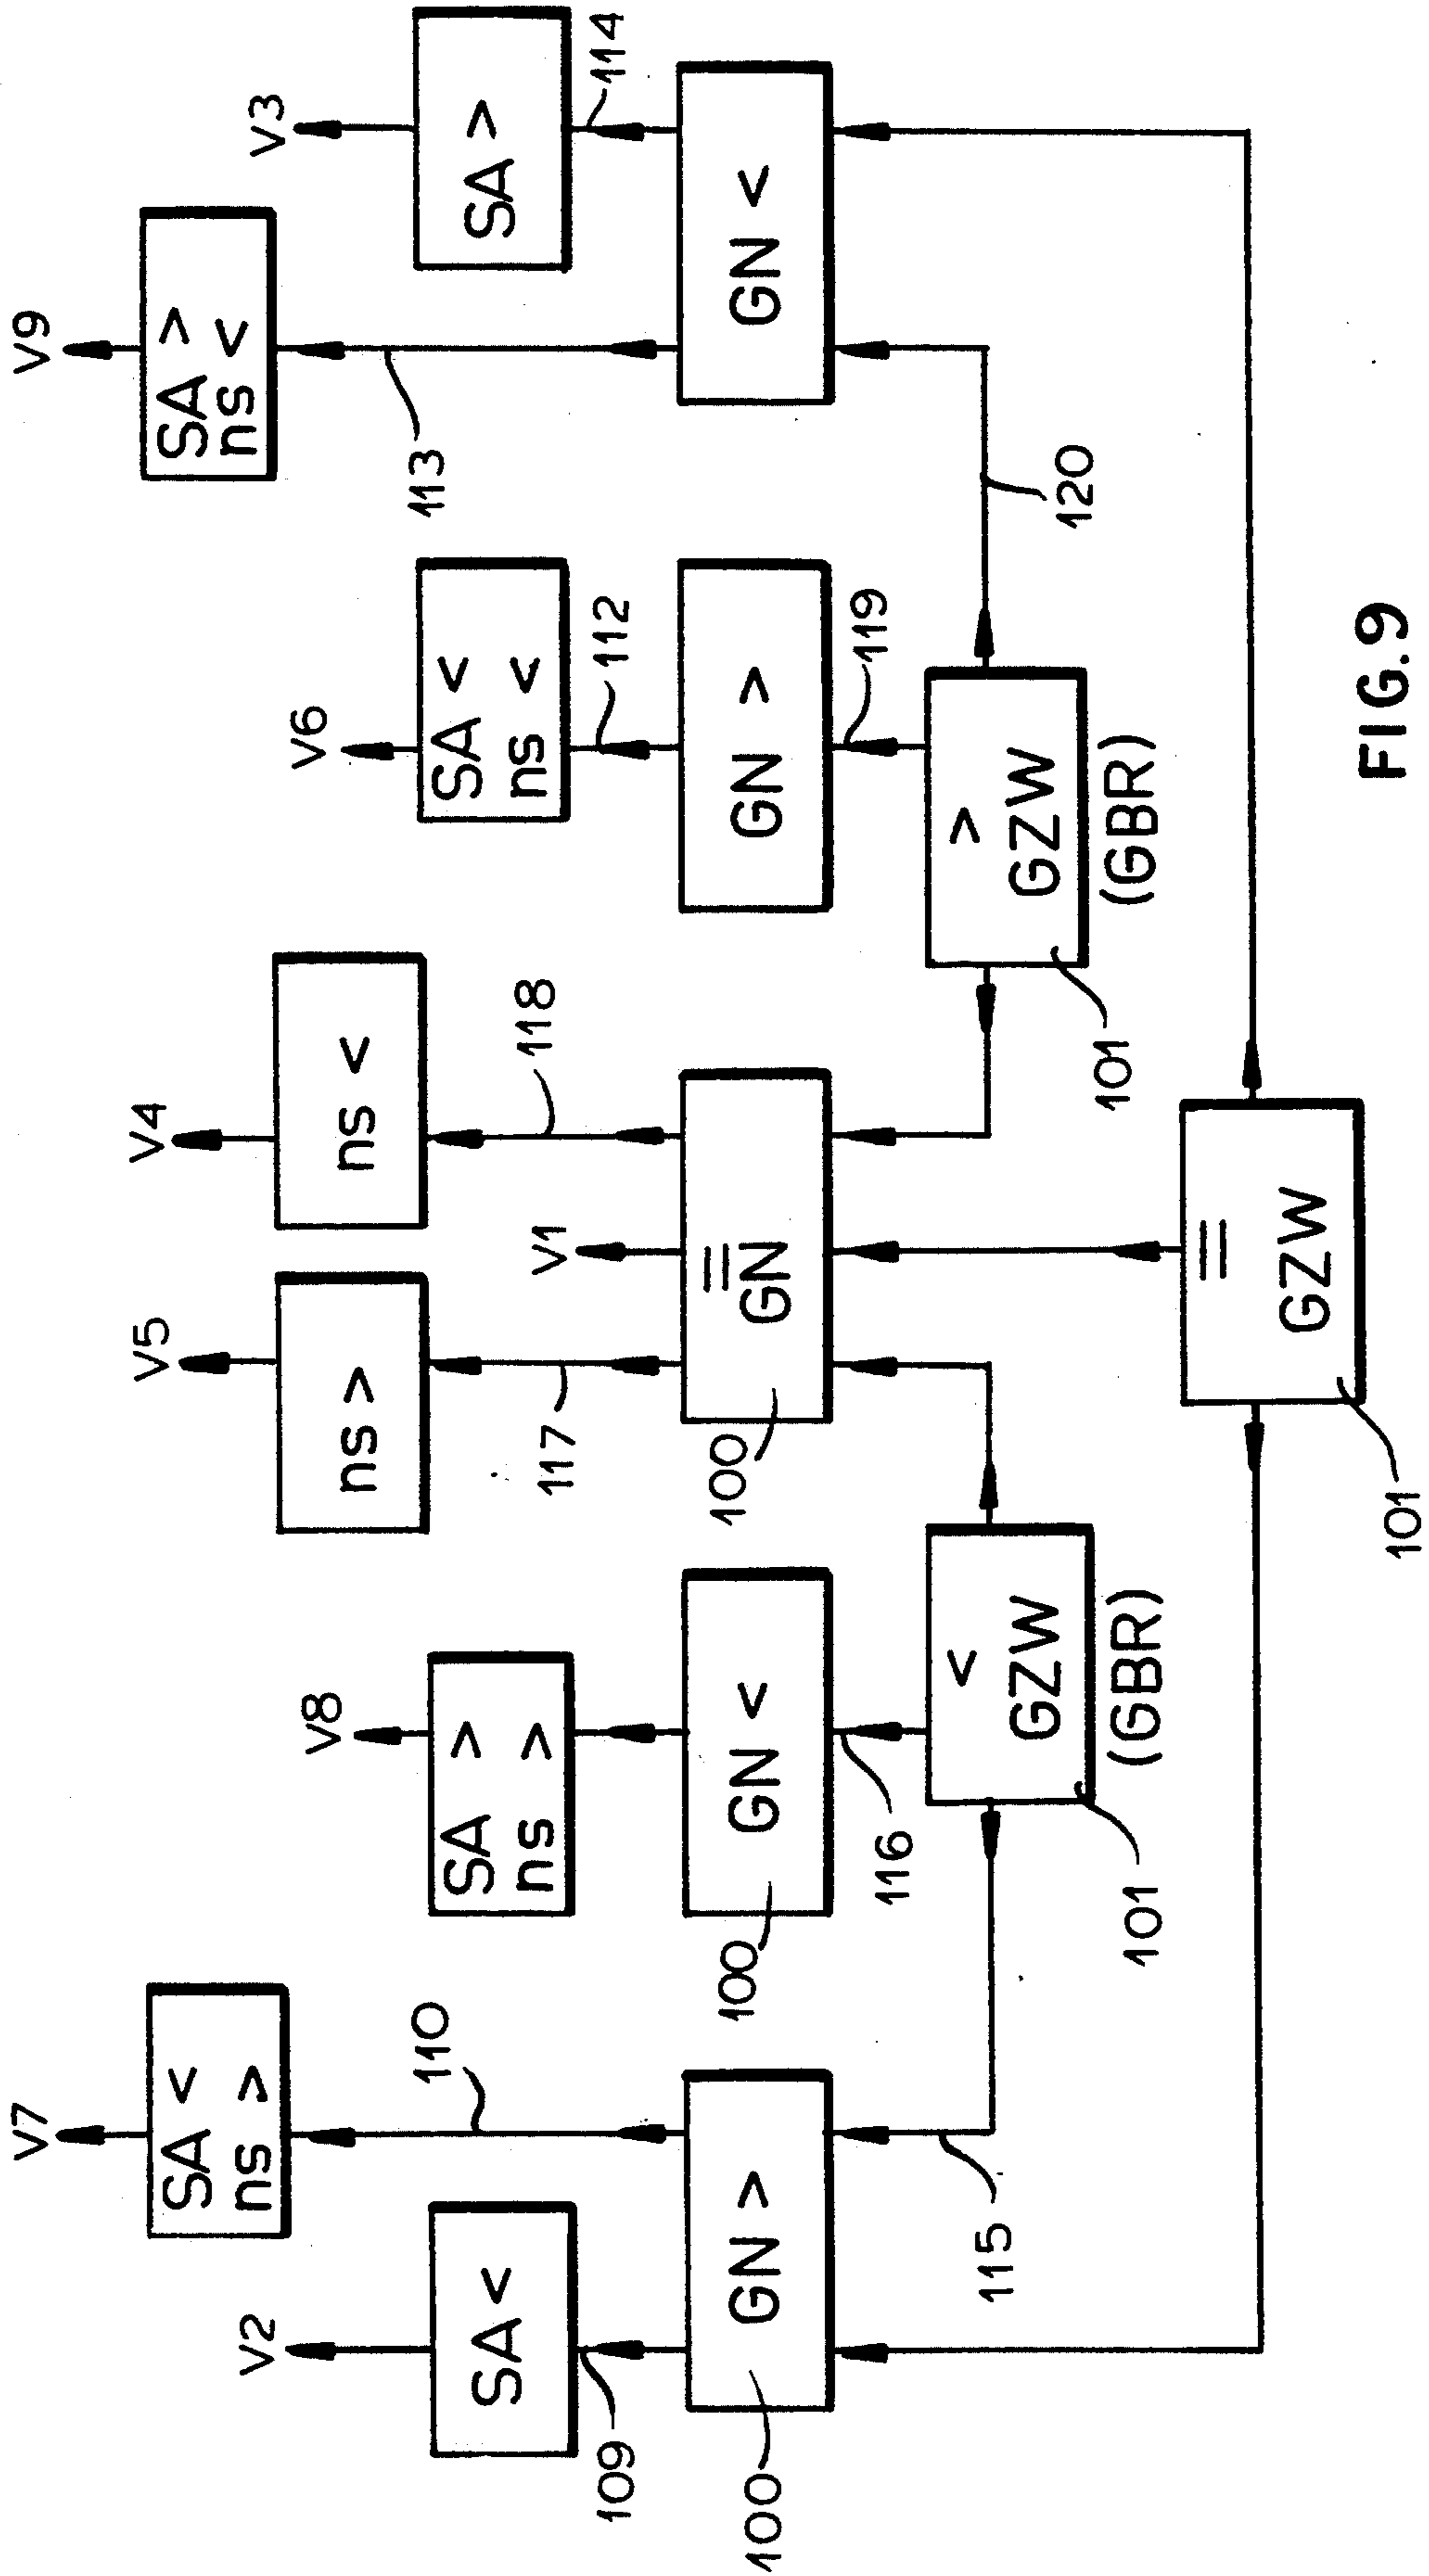 V7
V9
V5
V4
SA <
ns >
SA >
ns <
V2
V8
V6
V3
ns >
ns <
110
113
SA <
SA >
ns >
SA <
ns <
SA >
109
117
V1
118
112
114
GN >
GN <
=
GN
GN >
GN <
100
100
100
115
116
119
120
<
GZW
(GBR)
>
GZW
(GBR)
101
101
=
GZW
101
FIG.9